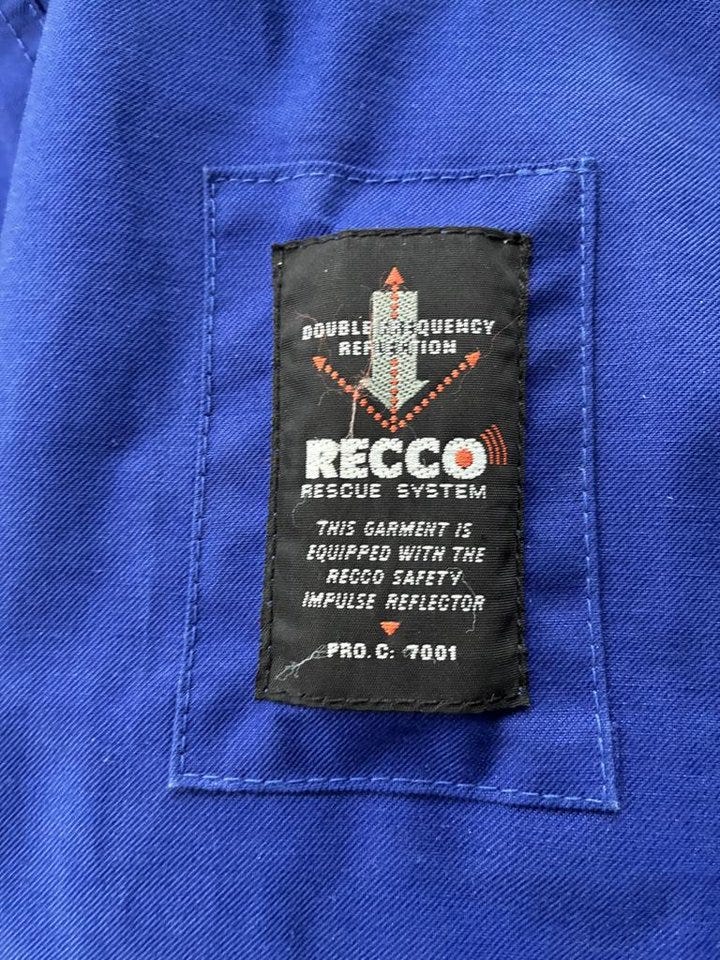 DOUBLE FREQUENCY
REFLECTION
RECCO
RESCUE SYSTEM
THIS GARMENT IS
EQUIPPED WITH THE
RECCO SAFETY
IMPULSE REFLECTOR
PRO. C: 7001